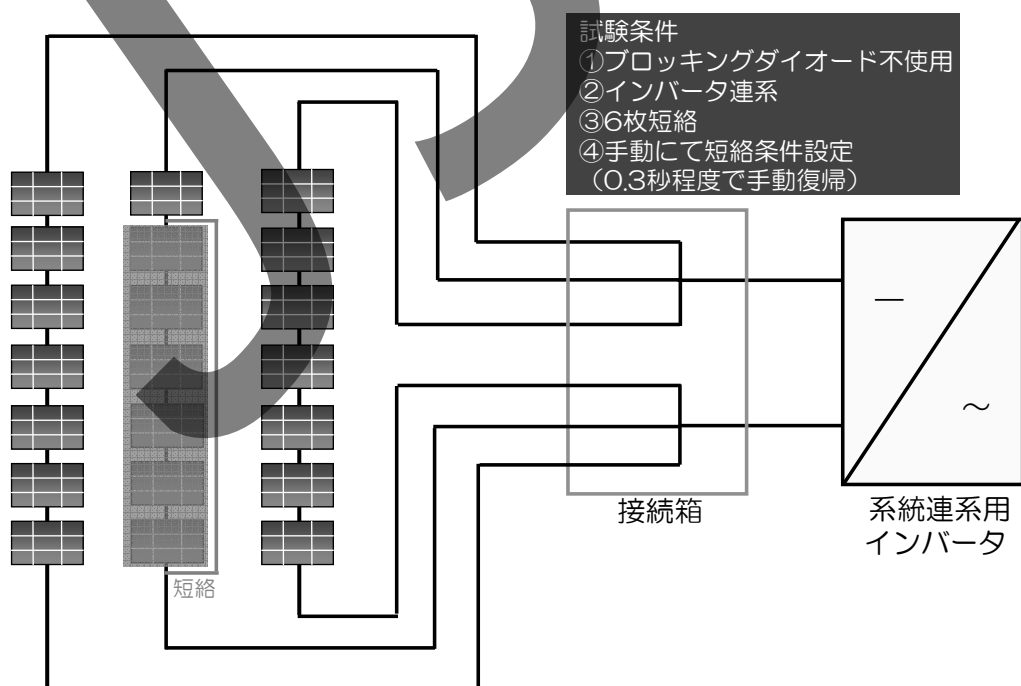 試験条件
①ブロッキングダイオード不使用
②インバータ連系
③6枚短絡
④手動にて短絡条件設定
（0.3秒程度で手動復帰）
―
～
接続箱
系統連系用
インバータ
短絡